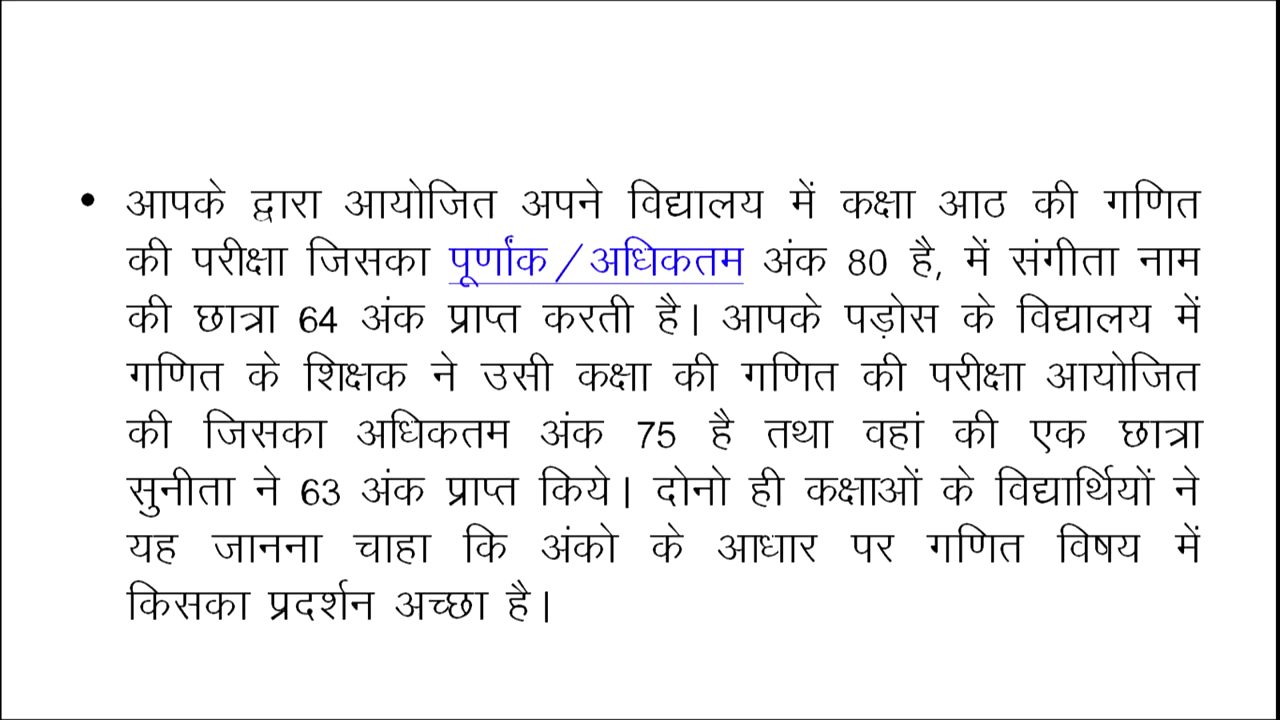 • आपके द्वारा आयोजित अपने विद्यालय में कक्षा आठ की गणित
की परीक्षा जिसका पूर्णांक/अधिकतम अंक 80 है, में संगीता नाम
की छात्रा 64 अंक प्राप्त करती है। आपके पड़ोस के विद्यालय में
गणित के शिक्षक ने उसी कक्षा की गणित की परीक्षा आयोजित
की जिसका अधिकतम अंक 75 है तथा वहां की एक छात्रा
सुनीता ने 63 अंक प्राप्त किये। दोनो ही कक्षाओं के विद्यार्थियों ने
यह जानना चाहा कि अंको के आधार पर गणित विषय में
किसका प्रदर्शन अच्छा है।